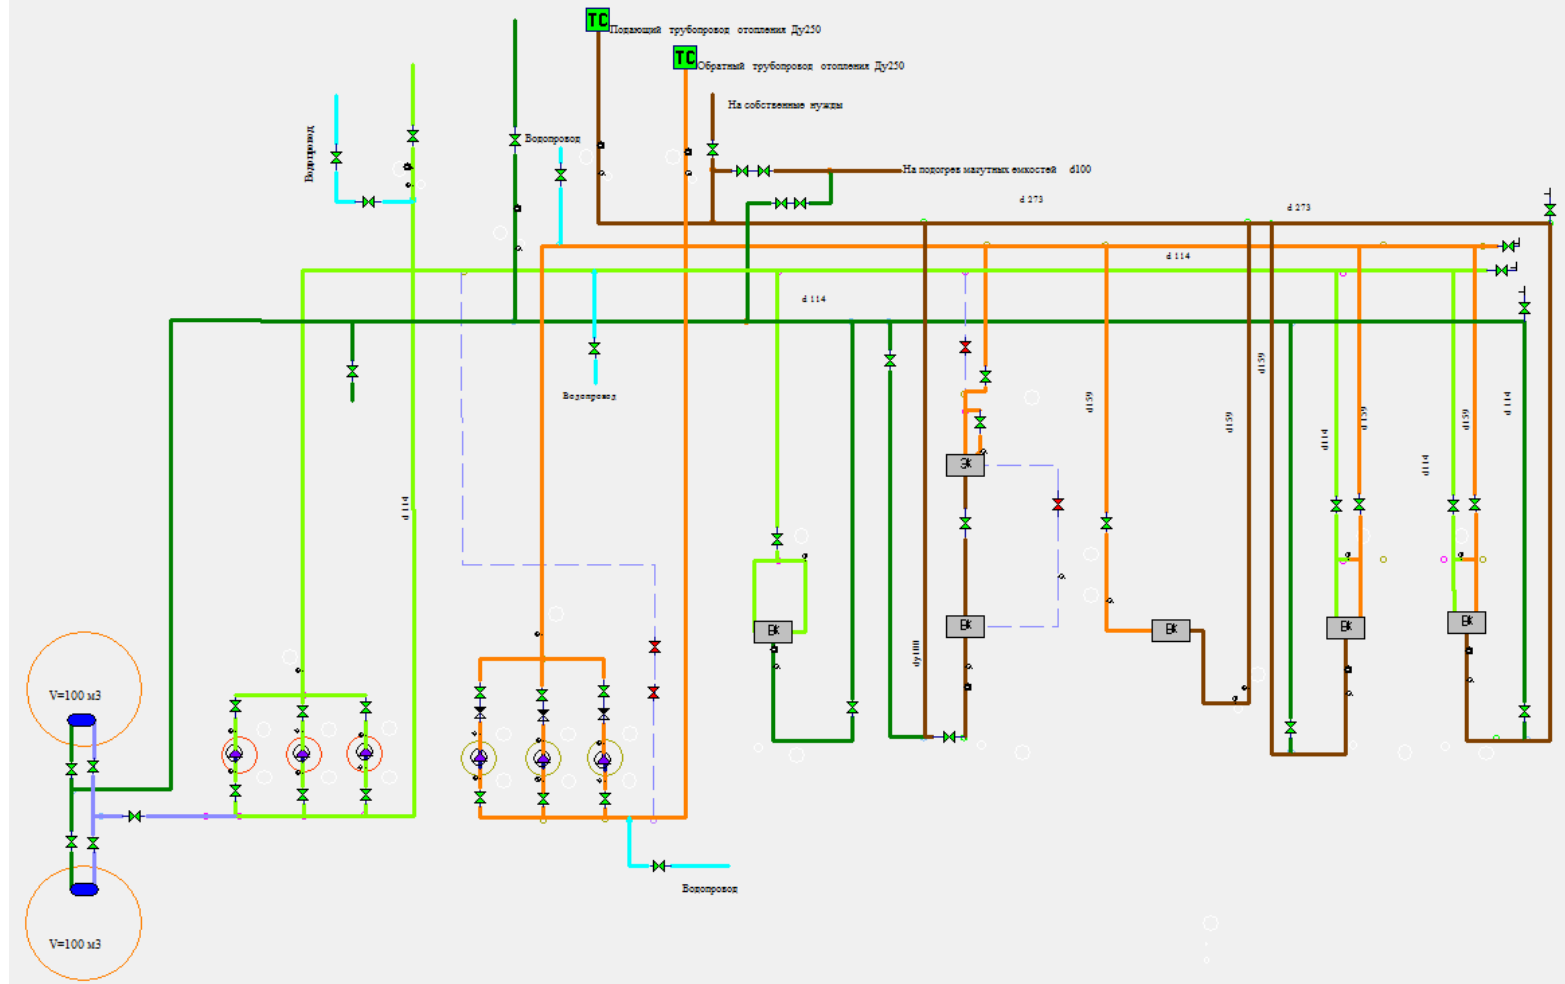 ТС
Подающий трубопровод отопления Ду250
ТС
Обратный трубопровод отопления Ду250
На собственные нужды
Водопровод
Водопровод
На подогрев мазутных емкостей d100
d 273
d 273
d 114
d 114
Водопровод
d 114
d159
d159
d159
d114
d159
d114
d159
d 114
ЭК
ВК
ВК
ВК
ВК
ВК
dy100
V=100 м3
V=100 м3
Водопровод